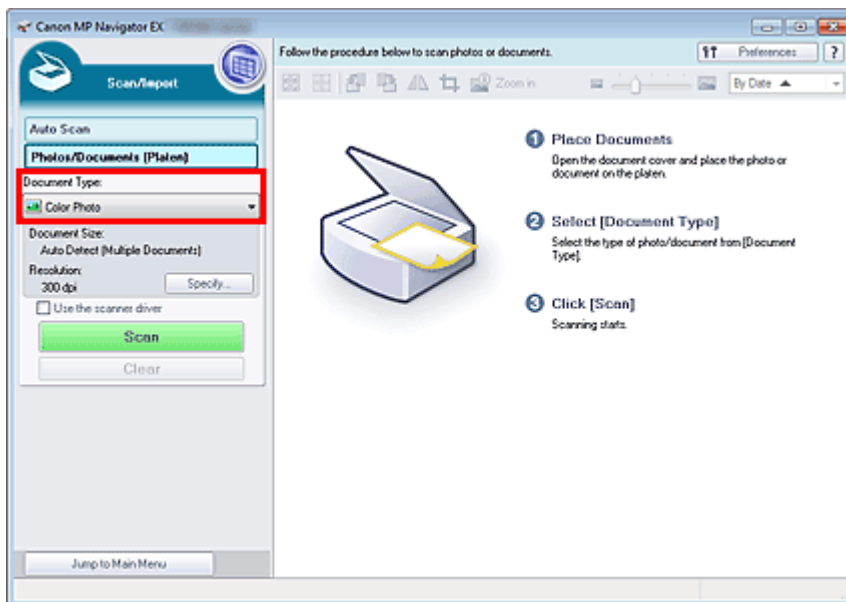 Canon MP Navigator EX
Scan/Import
Auto Scan
Photos/Documents (Platen)
Document Type:
Color Photo
Document Size:
Auto Detect (Multiple Documents)
Resolution:
300 dpi
Specify...
Use the scanner driver
Scan
Clear
Jump to Main Menu
Follow the procedure below to scan photos or documents.
Preferences
?
Zoom in
By Date
1 Place Documents
Open the document cover and place the photo or
document on the platen.
2 Select [Document Type]
Select the type of photo/document from [Document
Type].
3 Click [Scan]
Scanning starts.